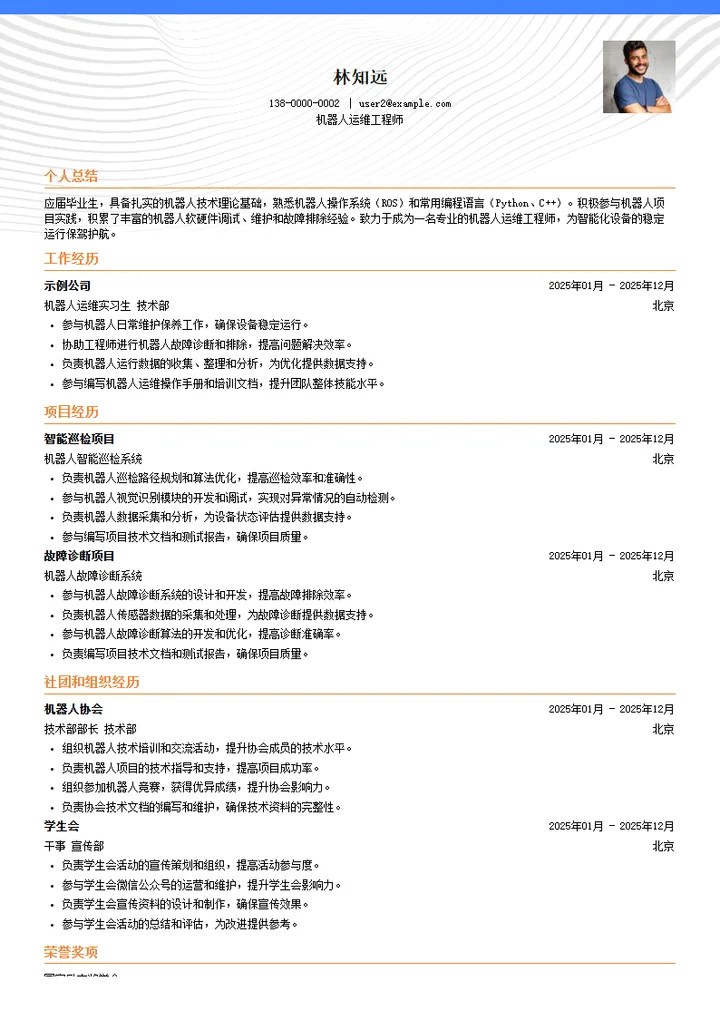 林知远
138-0000-0002 | user2@example.com
机器人运维工程师
个人总结
应届毕业生，具备扎实的机器人技术理论基础，熟悉机器人操作系统（ROS）和常用编程语言（Python、C++）。积极参与机器人项
目实践，积累了丰富的机器人软硬件调试、维护和故障排除经验。致力于成为一名专业的机器人运维工程师，为智能化设备的稳定
运行保驾护航。
工作经历
示例公司 2025年01月 - 2025年12月
机器人运维实习生 技术部 北京
• 参与机器人日常维护保养工作，确保设备稳定运行。
• 协助工程师进行机器人故障诊断和排除，提高问题解决效率。
• 负责机器人运行数据的收集、整理和分析，为优化提供数据支持。
• 参与编写机器人运维操作手册和培训文档，提升团队整体技能水平。
项目经历
智能巡检项目 2025年01月 - 2025年12月
机器人智能巡检系统 北京
• 负责机器人巡检路径规划和算法优化，提高巡检效率和准确性。
• 参与机器人视觉识别模块的开发和调试，实现对异常情况的自动检测。
• 负责机器人数据采集和分析，为设备状态评估提供数据支持。
• 参与编写项目技术文档和测试报告，确保项目质量。
故障诊断项目 2025年01月 - 2025年12月
机器人故障诊断系统 北京
• 参与机器人故障诊断系统的设计和开发，提高故障排除效率。
• 负责机器人传感器数据的采集和处理，为故障诊断提供数据支持。
• 参与机器人故障诊断算法的开发和优化，提高诊断准确率。
• 负责编写项目技术文档和测试报告，确保项目质量。
社团和组织经历
机器人协会 2025年01月 - 2025年12月
技术部部长 技术部 北京
• 组织机器人技术培训和交流活动，提升协会成员的技术水平。
• 负责机器人项目的技术指导和支持，提高项目成功率。
• 组织参加机器人竞赛，获得优异成绩，提升协会影响力。
• 负责协会技术文档的编写和维护，确保技术资料的完整性。
学生会 2025年01月 - 2025年12月
干事 宣传部 北京
• 负责学生会活动的宣传策划和组织，提高活动参与度。
• 参与学生会微信公众号的运营和维护，提升学生会影响力。
• 负责学生会宣传资料的设计和制作，确保宣传效果。
• 参与学生会活动的总结和评估，为改进提供参考。
荣誉奖项